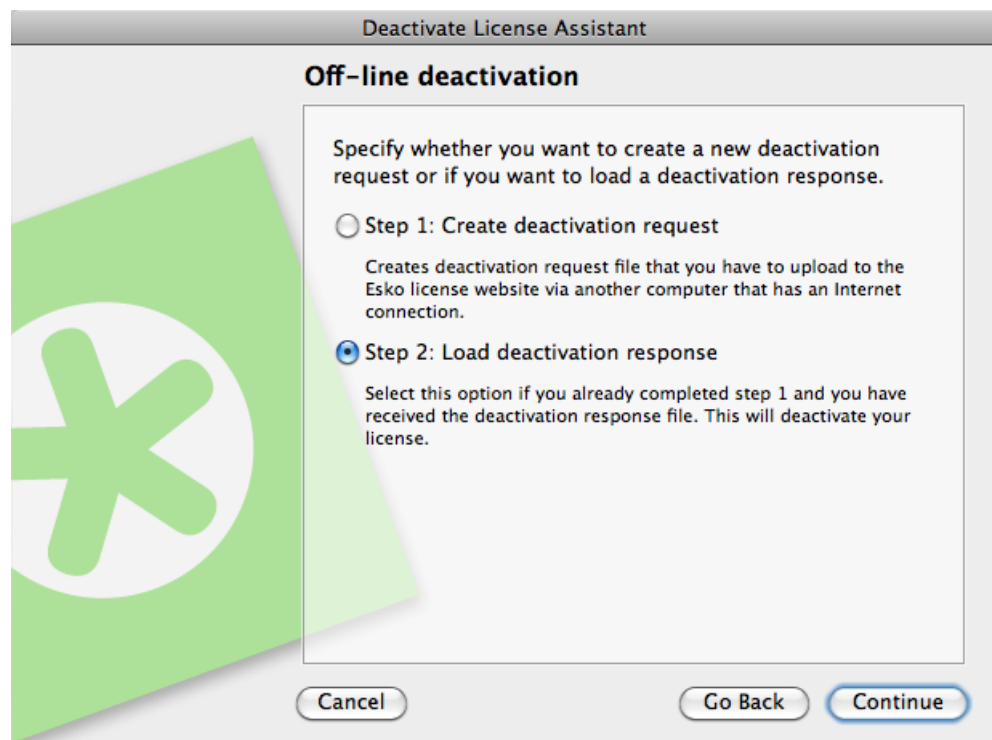 Deactivate License Assistant
Off-line deactivation
Specify whether you want to create a new deactivation
request or if you want to load a deactivation response.
Step 1: Create deactivation request
Creates deactivation request file that you have to upload to the
Esko license website via another computer that has an Internet
connection.
Step 2: Load deactivation response
Select this option if you already completed step 1 and you have
received the deactivation response file. This will deactivate your
license.
Cancel
Go Back
Continue